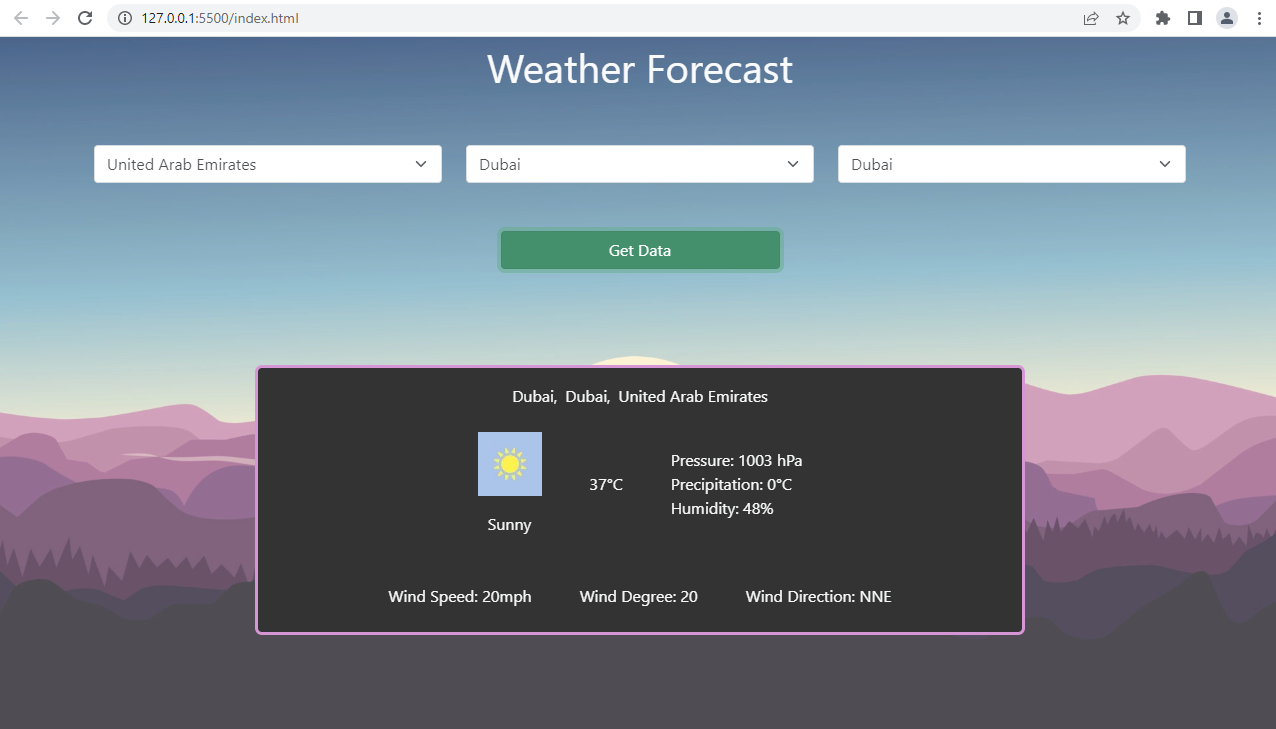 127.0.0.1:5500/index.html
Weather Forecast
United Arab Emirates
Dubai
Dubai
Get Data
Dubai, Dubai, United Arab Emirates
Sunny
37°C
Pressure: 1003 hPa
Precipitation: 0°C
Humidity: 48%
Wind Speed: 20mph
Wind Degree: 20
Wind Direction: NNE